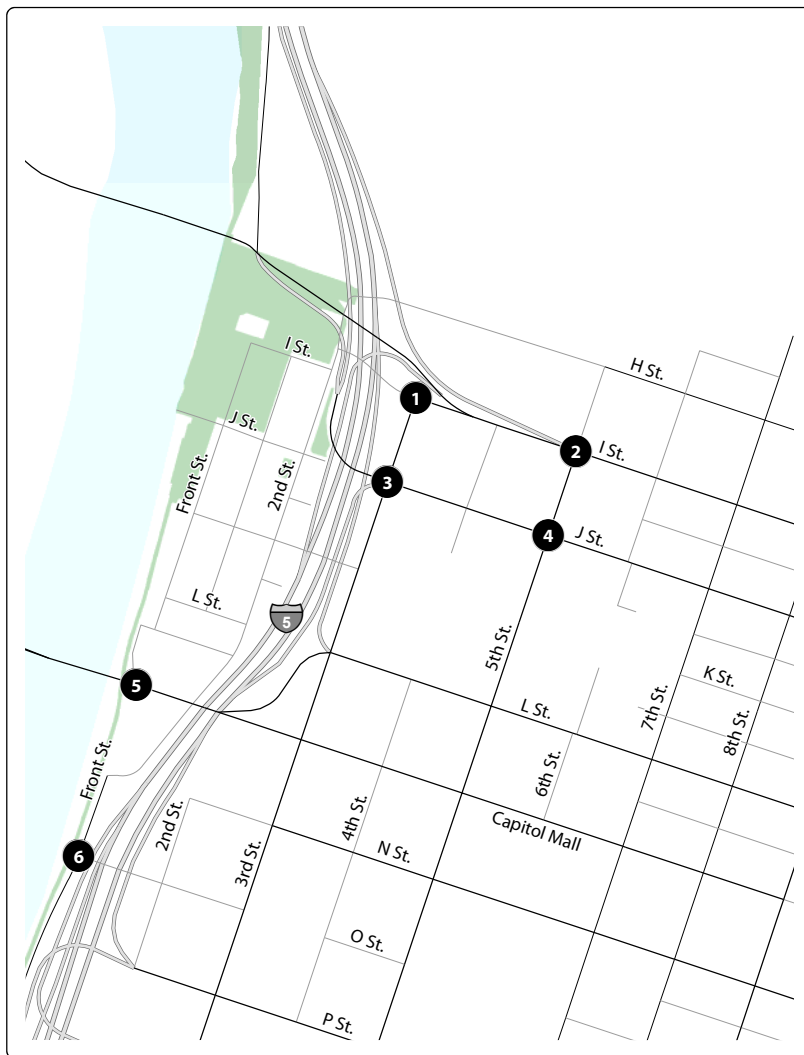 I St.
H St.
1
J St.
2
I St.
Front St.
2nd St.
3
4
J St.
L St.
5
5th St.
5
K St.
L St.
7th St.
8th St.
Front St.
6th St.
2nd St.
4th St.
Capitol Mall
6
3rd St.
N St.
O St.
P St.